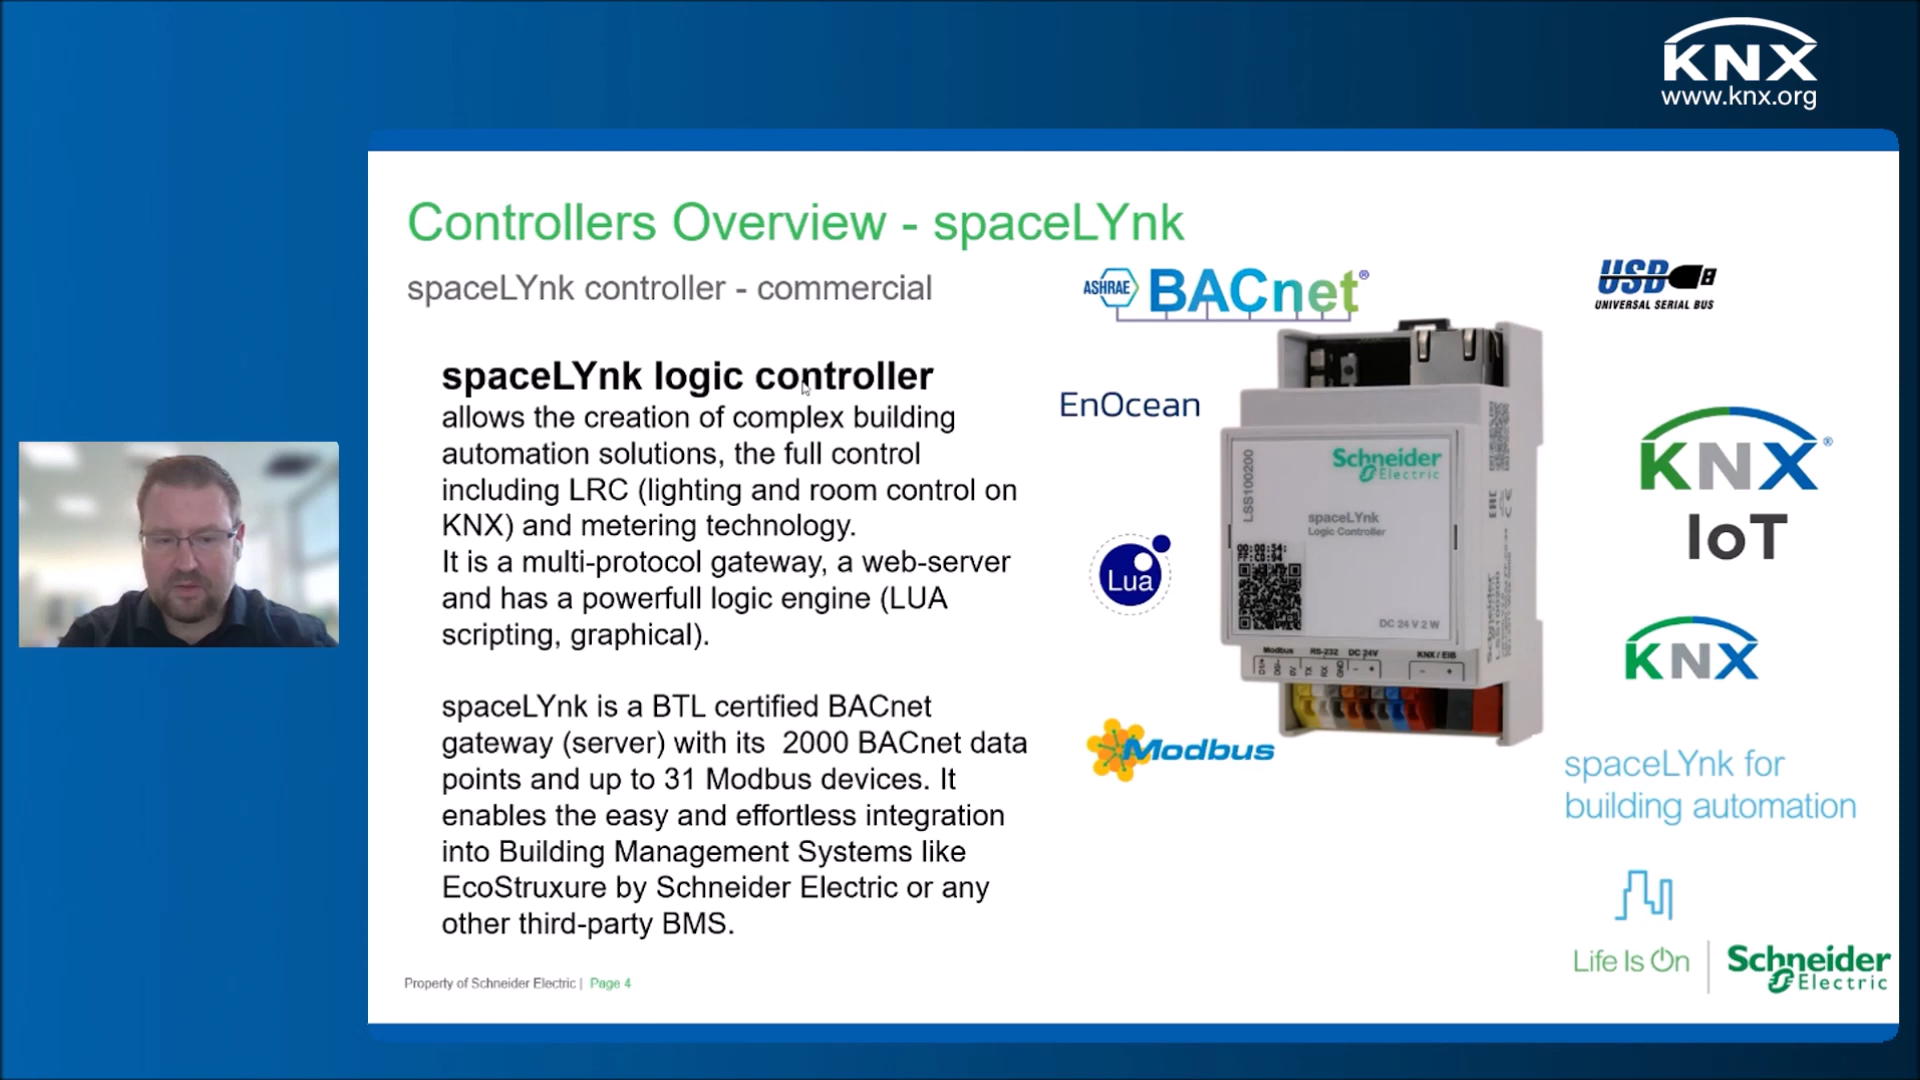 KNX
www.knx.org
Controllers Overview - spaceLYnk
spaceLYnk controller - commercial
ASHRAE BACnet®
USB
UNIVERSAL SERIAL BUS
spaceLYnk logic controller
allows the creation of complex building
automation solutions, the full control
including LRC (lighting and room control on
KNX) and metering technology.
It is a multi-protocol gateway, a web-server
and has a powerfull logic engine (LUA
scripting, graphical).
spaceLYnk is a BTL certified BACnet
gateway (server) with its  2000 BACnet data
points and up to 31 Modbus devices. It
enables the easy and effortless integration
into Building Management Systems like
EcoStruxure by Schneider Electric or any
other third-party BMS.
EnOcean
Lua
Modbus
LSS100200
Schneider
Electric
spaceLYnk
Logic Controller
DC 24 V 2 W
Modbus RS-232 DC 24V KNX / EIB
TX RX GND - + - +
KNX®
IoT
KNX
spaceLYnk for
building automation
Life Is On
Schneider
Electric
Property of Schneider Electric | Page 4